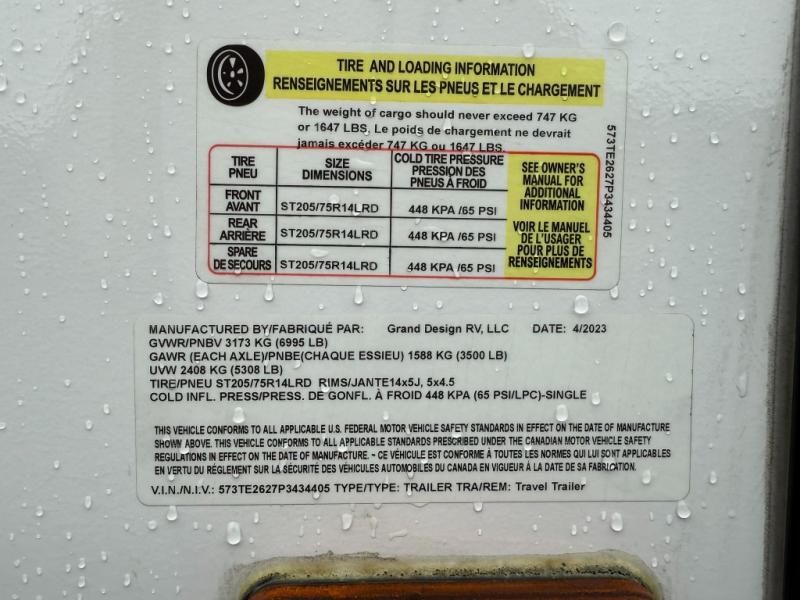 TIRE AND LOADING INFORMATION
RENSEIGNEMENTS SUR LES PNEUS ET LE CHARGEMENT
The weight of cargo should never exceed 747 KG
or 1647 LBS. Le poids de chargement ne devrait
jamais excéder 747 KG ou 1647 LBS.
TIRE
PNEU
SIZE
DIMENSIONS
COLD TIRE PRESSURE
PRESSION DES
PNEUS À FROID
SEE OWNER'S
MANUAL FOR
ADDITIONAL
INFORMATION
VOIR LE MANUEL
DE L'USAGER
POUR PLUS DE
RENSEIGNEMENTS
FRONT
AVANT
ST205/75R14LRD
448 KPA /65 PSI
REAR
ARRIÈRE
ST205/75R14LRD
448 KPA /65 PSI
SPARE
DE SECOURS
ST205/75R14LRD
448 KPA /65 PSI
573TE2627P3434405
MANUFACTURED BY/FABRIQUÉ PAR: Grand Design RV, LLC DATE: 4/2023
GVWR/PNBV 3173 KG (6995 LB)
GAWR (EACH AXLE)/PNBE(CHAQUE ESSIEU) 1588 KG (3500 LB)
UVW 2408 KG (5308 LB)
TIRE/PNEU ST205/75R14LRD RIMS/JANTE14x5J, 5x4.5
COLD INFL. PRESS/PRESS. DE GONFL. À FROID 448 KPA (65 PSI/LPC)-SINGLE
THIS VEHICLE CONFORMS TO ALL APPLICABLE U.S. FEDERAL MOTOR VEHICLE SAFETY STANDARDS IN EFFECT ON THE DATE OF MANUFACTURE
SHOWN ABOVE. THIS VEHICLE CONFORMS TO ALL APPLICABLE STANDARDS PRESCRIBED UNDER THE CANADIAN MOTOR VEHICLE SAFETY
REGULATIONS IN EFFECT ON THE DATE OF MANUFACTURE. - CE VÉHICULE EST CONFORME À TOUTES LES NORMES QUI LUI SONT APPLICABLES
EN VERTU DU RÉGLEMENT SUR LA SÉCURITÉ DES VÉHICULES AUTOMOBILES DU CANADA EN VIGUEUR À LA DATE DE SA FABRICATION.
V.I.N./N.I.V.: 573TE2627P3434405 TYPE/TYPE: TRAILER TRA/REM: Travel Trailer